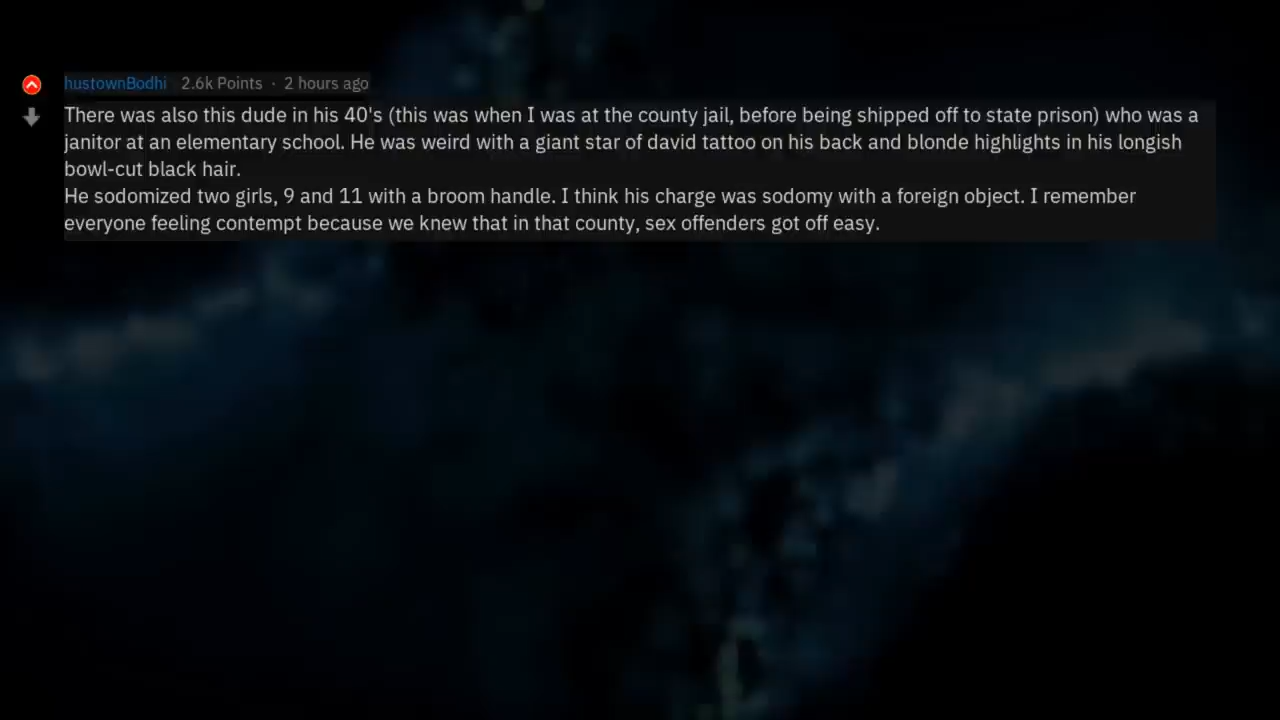 hustownBodhi 2.6k Points · 2 hours ago
There was also this dude in his 40's (this was when I was at the county jail, before being shipped off to state prison) who was a
janitor at an elementary school. He was weird with a giant star of david tattoo on his back and blonde highlights in his longish
bowl-cut black hair.
He sodomized two girls, 9 and 11 with a broom handle. I think his charge was sodomy with a foreign object. I remember
everyone feeling contempt because we knew that in that county, sex offenders got off easy.